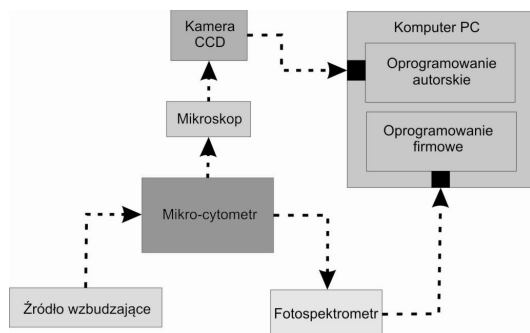 Kamera
CCD
Komputer PC
Oprogramowanie
autorskie
Mikroskop
Oprogramowanie
firmowe
Mikro-cytometr
Źródło wzbudzające
Fotospektrometr